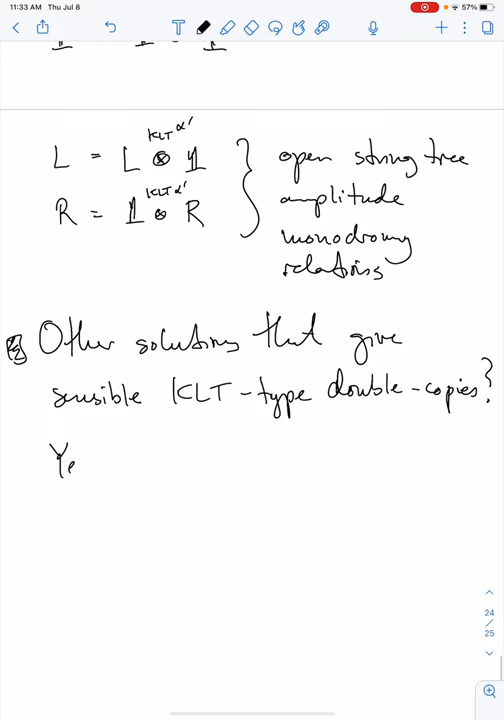 11:33 AM Thu Jul 8
57%
L = L ⊗ 𝟙 KLT α' open string tree
R = 𝟙 ⊗ R KLT α' amplitude
monodromy
relations
Q Other solutions that give
sensible KLT-type double-copies?
Ye
24
/
25